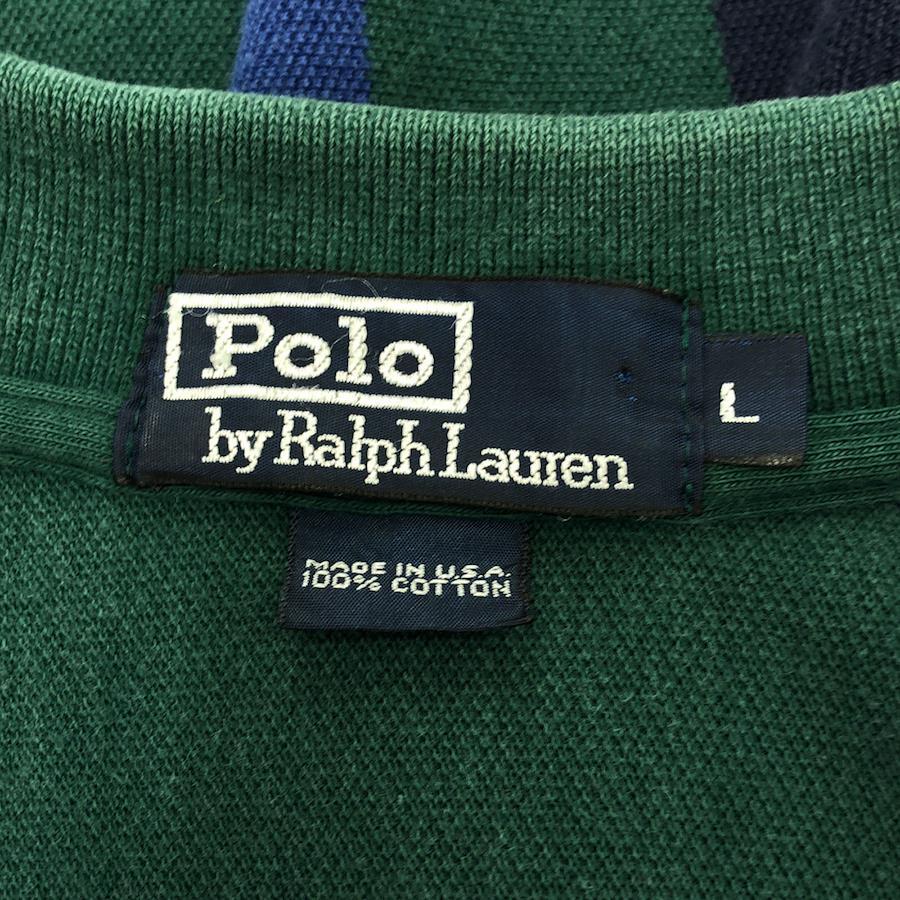 Polo
by Ralph Lauren
L
MADE IN U.S.A.
100% COTTON